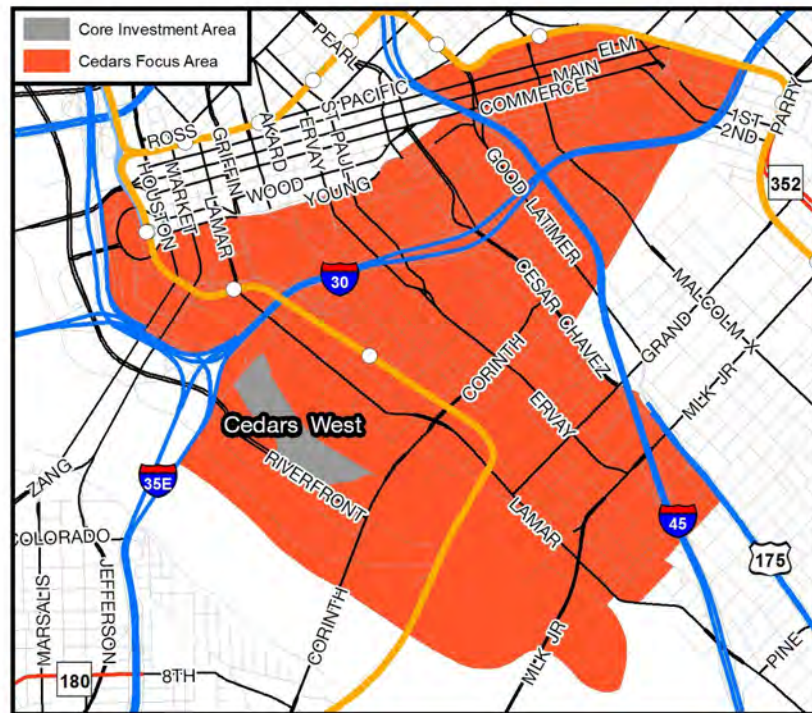 Core Investment Area
Cedars Focus Area
PEARL
ELM
MAIN
PACIFIC
COMMERCE
ROSS
GRIFFIN
AKARD
ERVAY
ST PAUL
1ST
2ND
PARRY
352
HOUSTON
MARKET
LAMAR
WOOD
YOUNG
GOOD LATIMER
30
CESAR CHAVEZ
MALCOLM X
GRAND
MLK JR
CORINTH
ERVAY
Cedars West
ZANG
35E
RIVERFRONT
LAMAR
45
175
COLORADO
MARSALIS
JEFFERSON
CORINTH
MLK JR
PINE
180
8TH